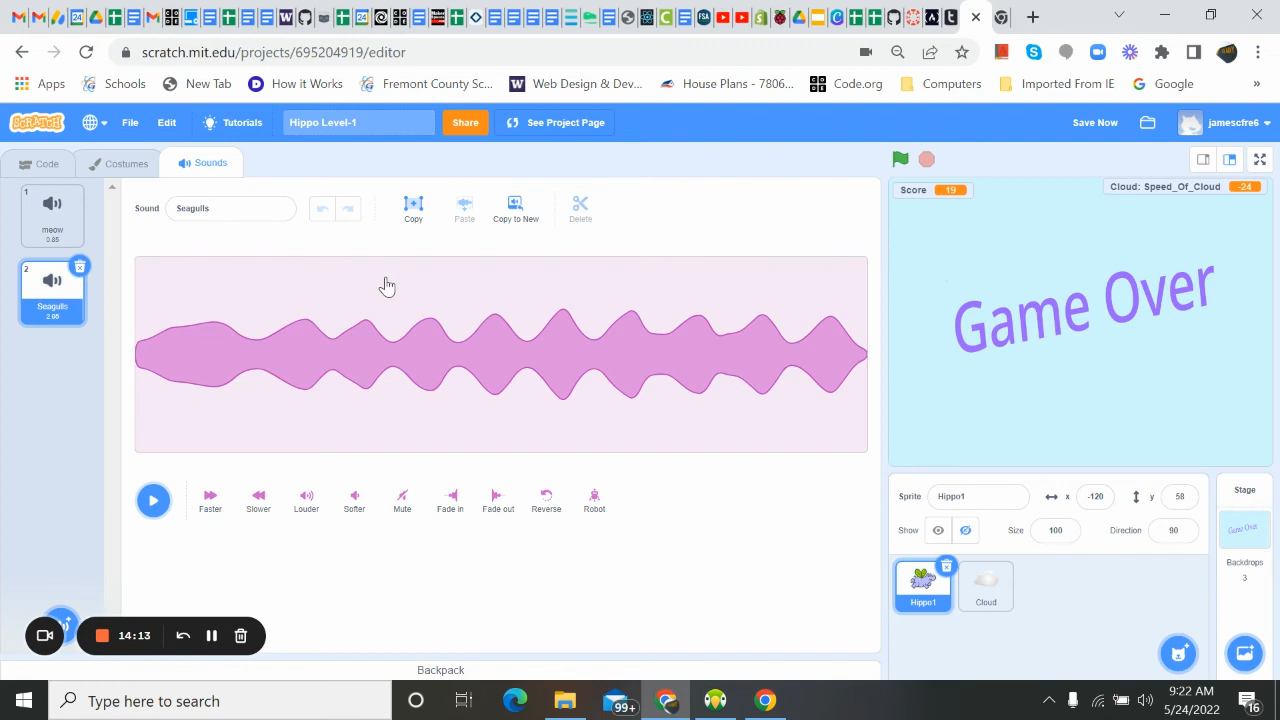 scratch.mit.edu/projects/695204919/editor
Apps
Schools
New Tab
How it Works
Fremont County Sc...
Web Design & Dev...
House Plans - 7806...
Code.org
Computers
Imported From IE
Google
»
SCRATCH
File
Edit
Tutorials
Hippo Level-1
Share
See Project Page
Save Now
jamescfre6
Code
Costumes
Sounds
1
meow
0.85
2
Seagulls
2.85
Sound
Seagulls
Copy
Paste
Copy to New
Delete
Faster
Slower
Louder
Softer
Mute
Fade in
Fade out
Reverse
Robot
Score 19
Cloud: Speed_Of_Cloud -24
Game Over
Sprite
Hippo1
x
-120
y
58
Show
Size
100
Direction
90
Hippo1
Cloud
Stage
Game Over
Backdrops
3
14:13
Backpack
Type here to search
99+
9:22 AM
5/24/2022
16